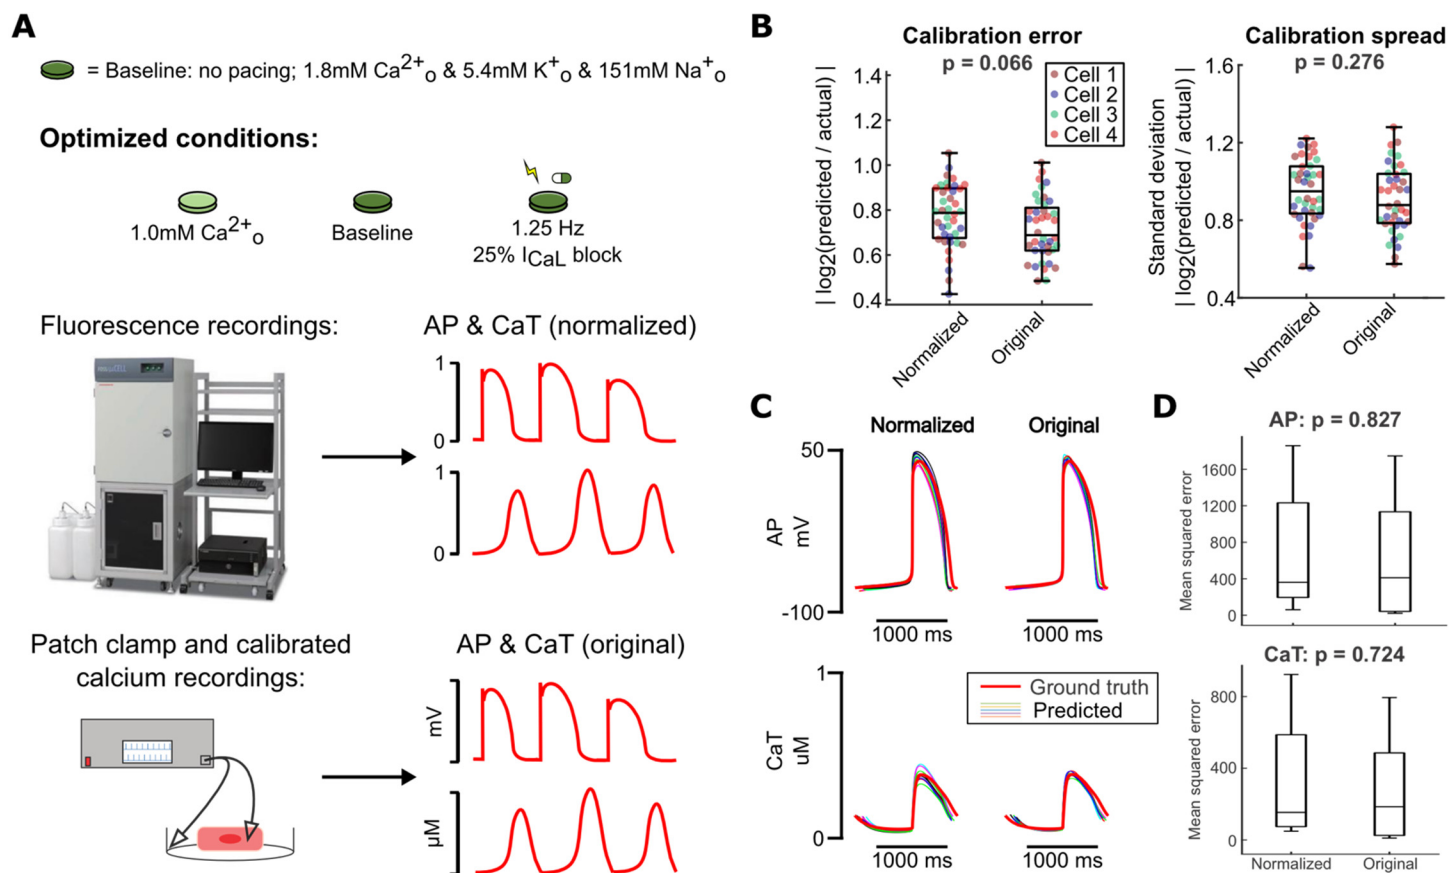 A
= Baseline: no pacing; 1.8mM Ca2+o & 5.4mM K+o & 151mM Na+o
Optimized conditions:
1.0mM Ca2+o
Baseline
1.25 Hz
25% ICaL block
Fluorescence recordings:
AP & CaT (normalized)
1
0
1
0
Patch clamp and calibrated
calcium recordings:
AP & CaT (original)
mV
μM
B
Calibration error
p = 0.066
Cell 1
Cell 2
Cell 3
Cell 4
| log2(predicted / actual) |
1.4
1.2
1.0
0.8
0.6
0.4
Normalized
Original
Calibration spread
p = 0.276
Standard deviation
| log2(predicted / actual) |
1.6
1.2
0.8
0.4
Normalized
Original
C
Normalized
Original
50
AP
mV
-100
1000 ms
1000 ms
1
CaT
uM
0
Ground truth
Predicted
1000 ms
1000 ms
D
AP: p = 0.827
Mean squared error
1600
1200
800
400
0
CaT: p = 0.724
Mean squared error
800
400
0
Normalized
Original